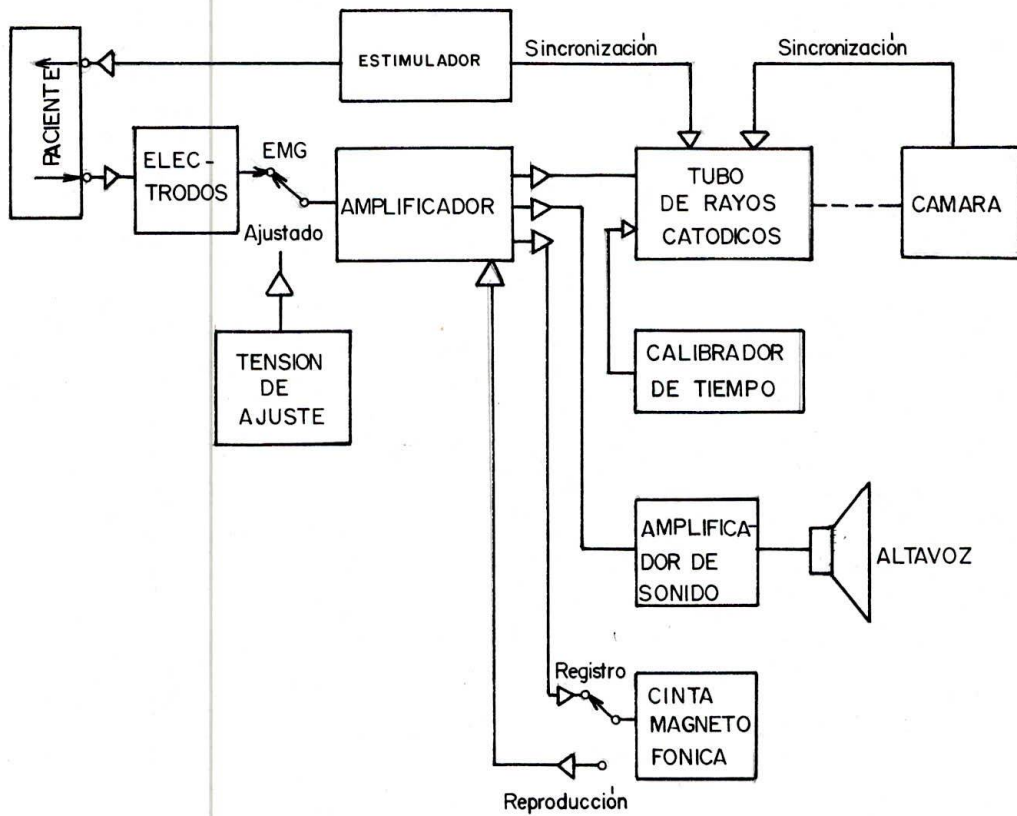 Sincronización
Sincronización
ESTIMULADOR
PACIENTE
ELEC-
TRODOS
EMG
Ajustado
AMPLIFICADOR
TUBO
DE RAYOS
CATODICOS
CAMARA
TENSION
DE
AJUSTE
CALIBRADOR
DE TIEMPO
AMPLIFICA-
DOR DE
SONIDO
ALTAVOZ
Registro
CINTA
MAGNETO
FONICA
Reproducción